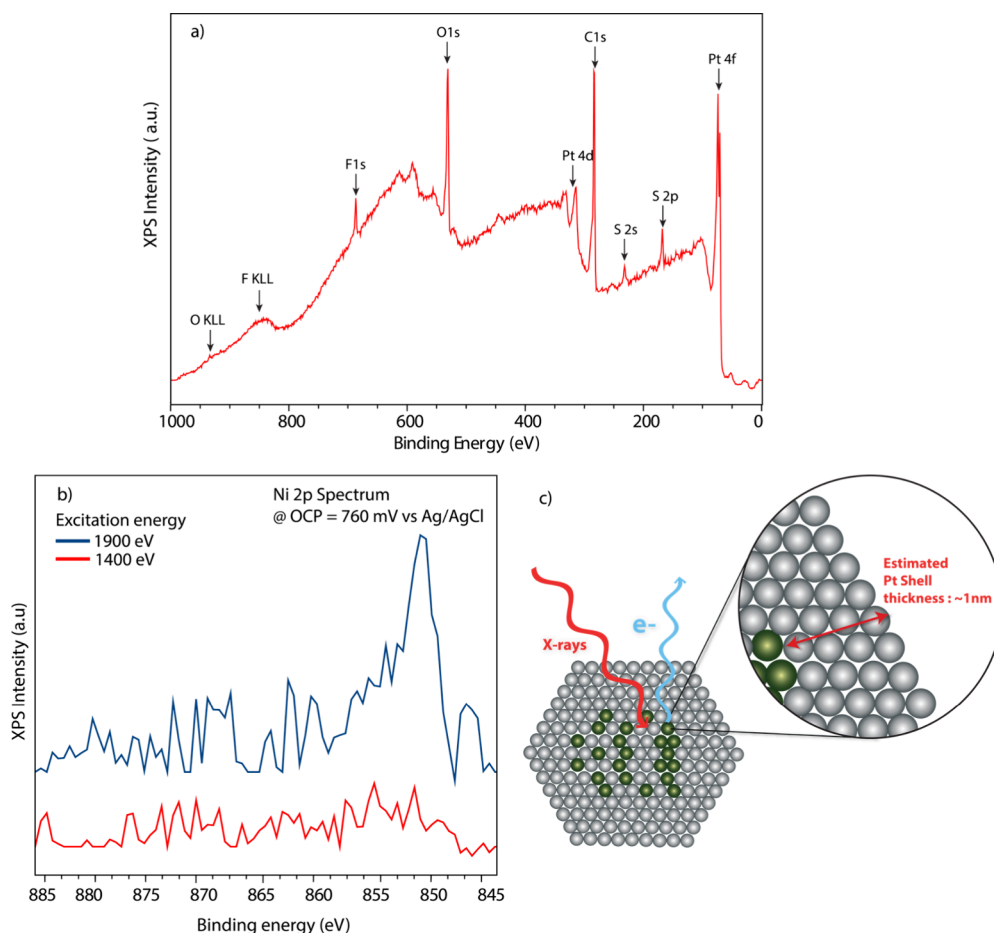 a)
O1s
C1s
Pt 4f
F1s
Pt 4d
S 2p
S 2s
F KLL
O KLL
XPS Intensity ( a.u.)
1000 800 600 400 200 0
Binding Energy (eV)
b)
Ni 2p Spectrum
@ OCP = 760 mV vs Ag/AgCl
Excitation energy
1900 eV
1400 eV
XPS Intensity (a.u)
885 880 875 870 865 860 855 850 845
Binding energy (eV)
c)
Estimated
Pt Shell
thickness : ~1nm
e-
X-rays